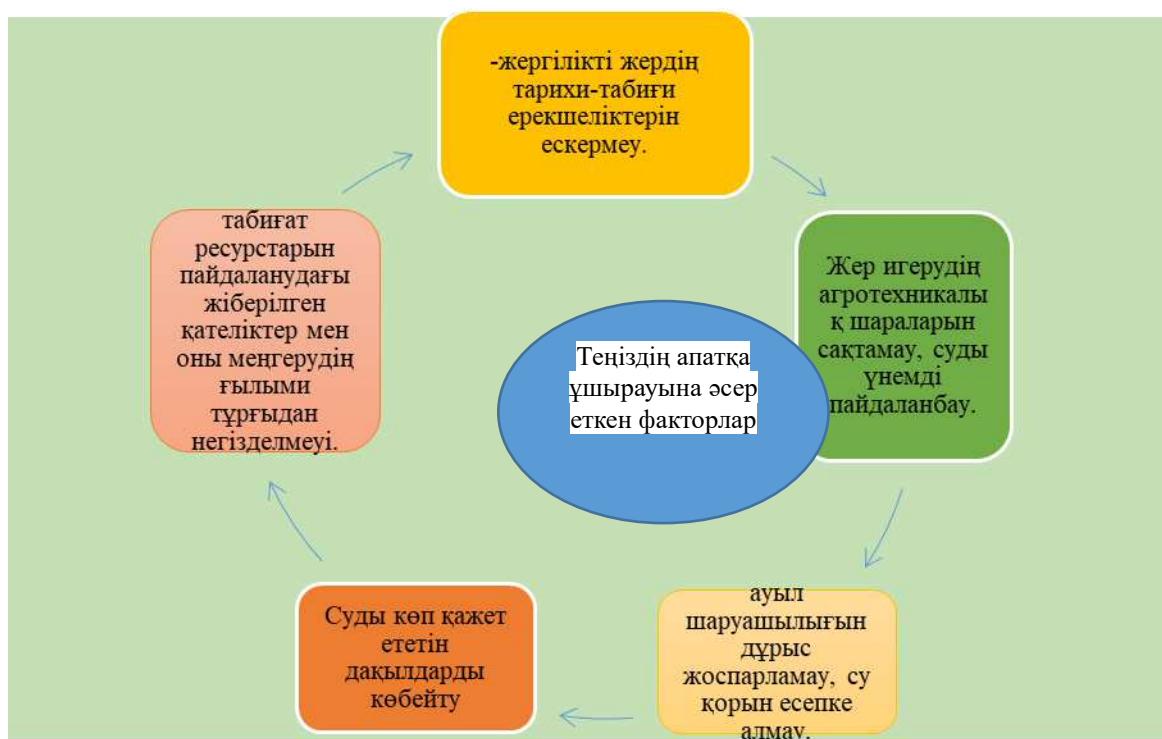 -жергілікті жердің
тарихи-табиғи
ерекшеліктерін
ескермеу.
Жер игерудің
агротехникалы
қ шараларын
сақтамау, суды
үнемді
пайдаланбау.
ауыл
шаруашылығын
дұрыс
жоспарламау, су
қорын есепке
алмау.
Суды көп қажет
ететін
дақылдарды
көбейту
табиғат
ресурстарын
пайдаланудағы
жіберілген
қателіктер мен
оны меңгерудің
ғылыми
тұрғыдан
негізделмеуі.
Теңіздің апатқа
ұшырауына әсер
еткен факторлар